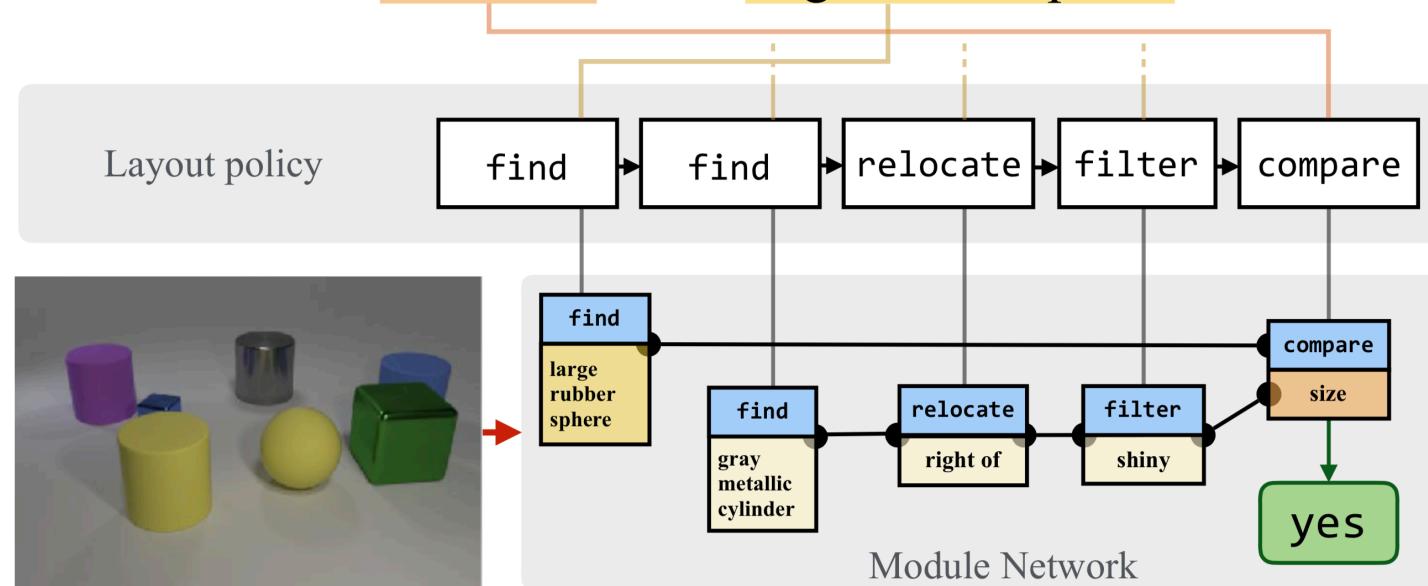 Layout policy
find
find
relocate
filter
compare
find
large
rubber
sphere
find
gray
metallic
cylinder
relocate
right of
filter
shiny
compare
size
yes
Module Network